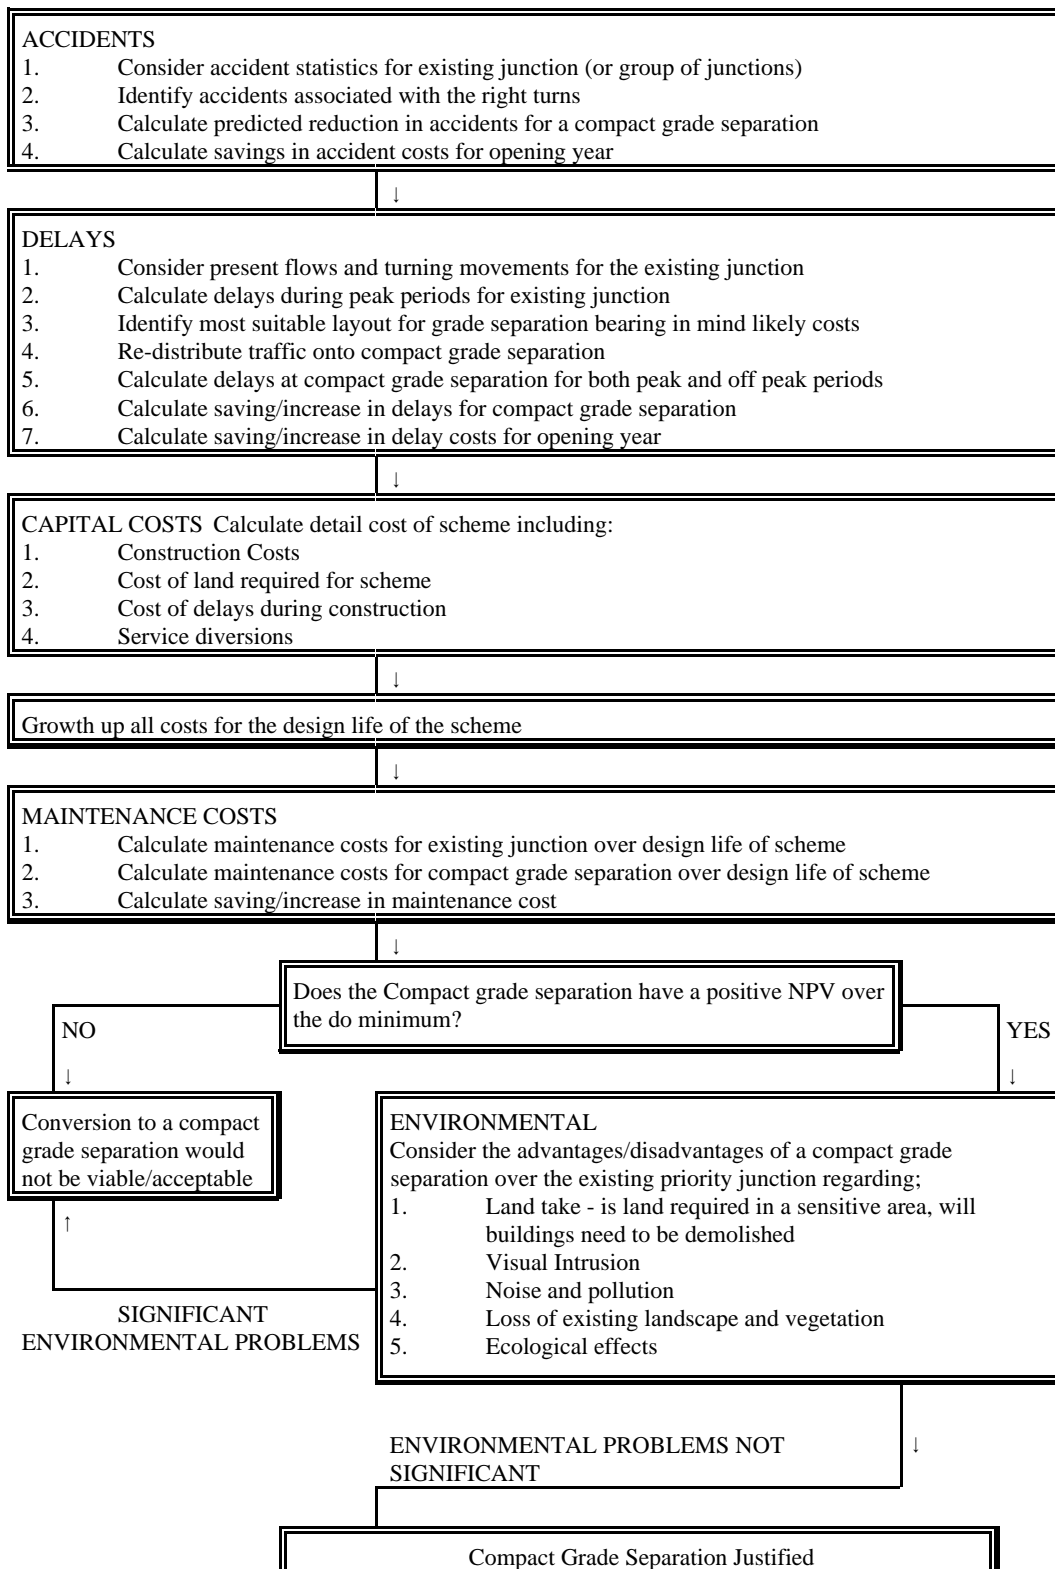 ACCIDENTS
1. Consider accident statistics for existing junction (or group of junctions)
2. Identify accidents associated with the right turns
3. Calculate predicted reduction in accidents for a compact grade separation
4. Calculate savings in accident costs for opening year
↓
DELAYS
1. Consider present flows and turning movements for the existing junction
2. Calculate delays during peak periods for existing junction
3. Identify most suitable layout for grade separation bearing in mind likely costs
4. Re-distribute traffic onto compact grade separation
5. Calculate delays at compact grade separation for both peak and off peak periods
6. Calculate saving/increase in delays for compact grade separation
7. Calculate saving/increase in delay costs for opening year
↓
CAPITAL COSTS Calculate detail cost of scheme including:
1. Construction Costs
2. Cost of land required for scheme
3. Cost of delays during construction
4. Service diversions
↓
Growth up all costs for the design life of the scheme
↓
MAINTENANCE COSTS
1. Calculate maintenance costs for existing junction over design life of scheme
2. Calculate maintenance costs for compact grade separation over design life of scheme
3. Calculate saving/increase in maintenance cost
↓
Does the Compact grade separation have a positive NPV over
the do minimum?
NO
YES
↓
↓
Conversion to a compact
grade separation would
not be viable/acceptable
↑
SIGNIFICANT
ENVIRONMENTAL PROBLEMS
ENVIRONMENTAL
Consider the advantages/disadvantages of a compact grade
separation over the existing priority junction regarding;
1. Land take - is land required in a sensitive area, will
buildings need to be demolished
2. Visual Intrusion
3. Noise and pollution
4. Loss of existing landscape and vegetation
5. Ecological effects
ENVIRONMENTAL PROBLEMS NOT
SIGNIFICANT
↓
Compact Grade Separation Justified